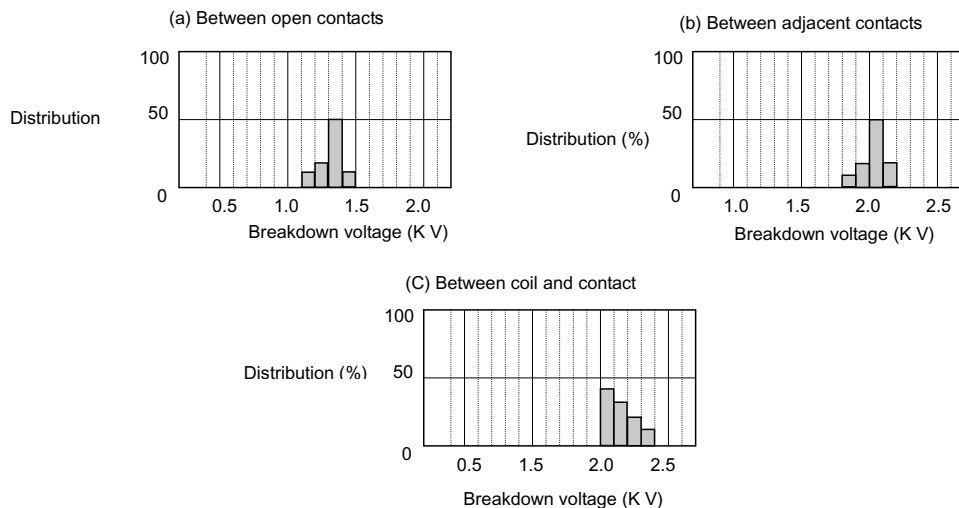 (a) Between open contacts
100
Distribution
50
0
0.5 1.0 1.5 2.0
Breakdown voltage (K V)
(b) Between adjacent contacts
100
50
Distribution (%)
0
1.0 1.5 2.0 2.5
Breakdown voltage (K V)
(C) Between coil and contact
100
Distribution (%)
50
0
0.5 1.5 2.0 2.5
Breakdown voltage (K V)